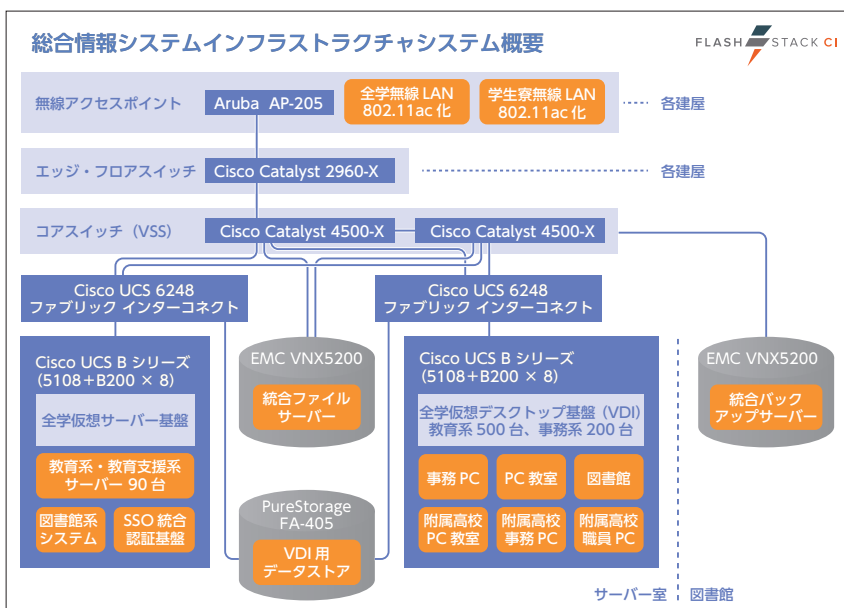 総合情報システムインフラストラクチャシステム概要
FLASH STACK CI
無線アクセスポイント
Aruba AP-205
全学無線 LAN
802.11ac 化
学生寮無線 LAN
802.11ac 化
各建屋
エッジ・フロアスイッチ
Cisco Catalyst 2960-X
各建屋
コアスイッチ（VSS）
Cisco Catalyst 4500-X
Cisco Catalyst 4500-X
Cisco UCS 6248
ファブリック インターコネクト
Cisco UCS 6248
ファブリック インターコネクト
Cisco UCS B シリーズ
（5108＋B200 × 8）
全学仮想サーバー基盤
教育系・教育支援系
サーバー 90 台
図書館系
システム
SSO 統合
認証基盤
EMC VNX5200
統合ファイル
サーバー
PureStorage
FA-405
VDI 用
データストア
Cisco UCS B シリーズ
（5108＋B200 × 8）
全学仮想デスクトップ基盤（VDI）
教育系 500 台、事務系 200 台
事務 PC
PC 教室
図書館
附属高校
PC 教室
附属高校
事務 PC
附属高校
職員 PC
EMC VNX5200
統合バック
アップサーバー
サーバー室
図書館